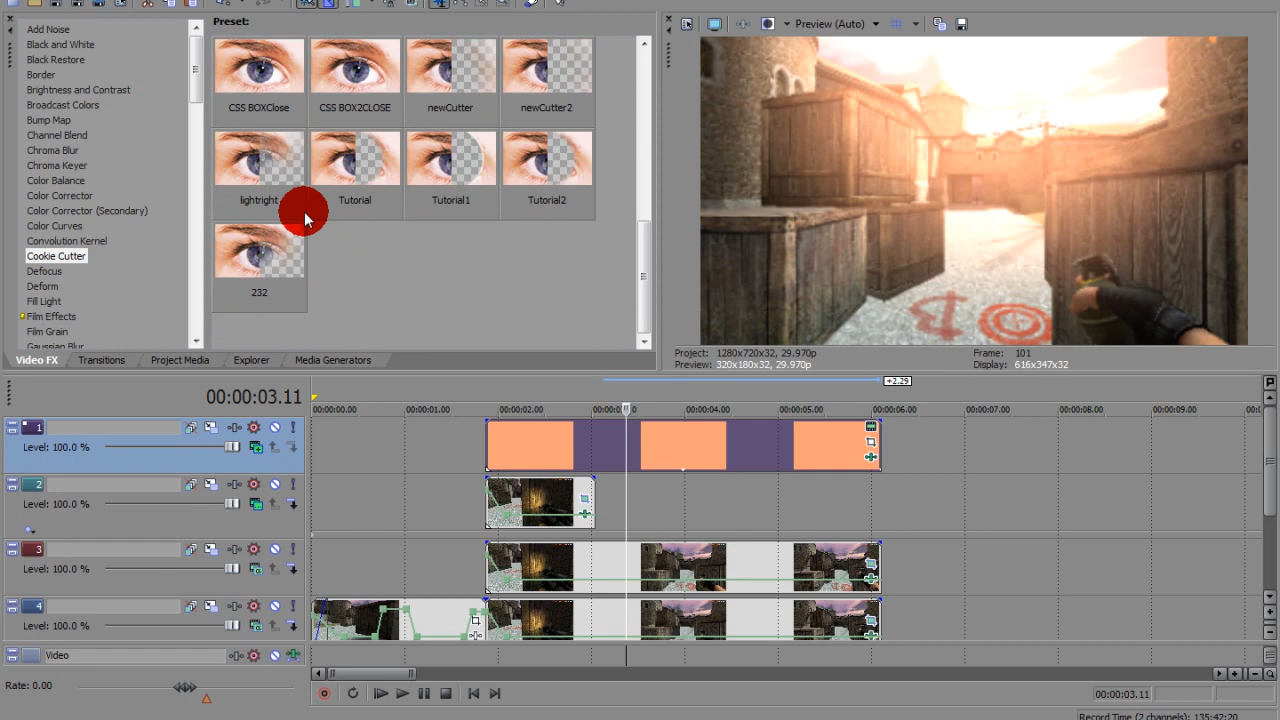 Preset:
Add Noise
Black and White
Black Restore
Border
Brightness and Contrast
Broadcast Colors
Bump Map
Channel Blend
Chroma Blur
Chroma Keyer
Color Balance
Color Corrector
Color Corrector (Secondary)
Color Curves
Convolution Kernel
Cookie Cutter
Defocus
Deform
Fill Light
Film Effects
Film Grain
Gaussian Blur
CSS BOXClose
CSS BOX2CLOSE
newCutter
newCutter2
lightright
Tutorial
Tutorial1
Tutorial2
232
Video FX
Transitions
Project Media
Explorer
Media Generators
Preview (Auto)
B
Project: 1280x720x32, 29.970p
Frame: 101
Preview: 320x180x32, 29.970p
Display: 616x347x32
+2.29
00:00:03.11
00:00:00.00
00:00:01.00
00:00:02.00
00:00:04.00
00:00:05.00
00:00:06.00
00:00:07.00
00:00:08.00
00:00:09.00
1
Level: 100.0 %
2
Level: 100.0 %
3
Level: 100.0 %
4
Level: 100.0 %
Video
Rate: 0.00
00:00:03.11
Record Time (2 channels): 135:42:20